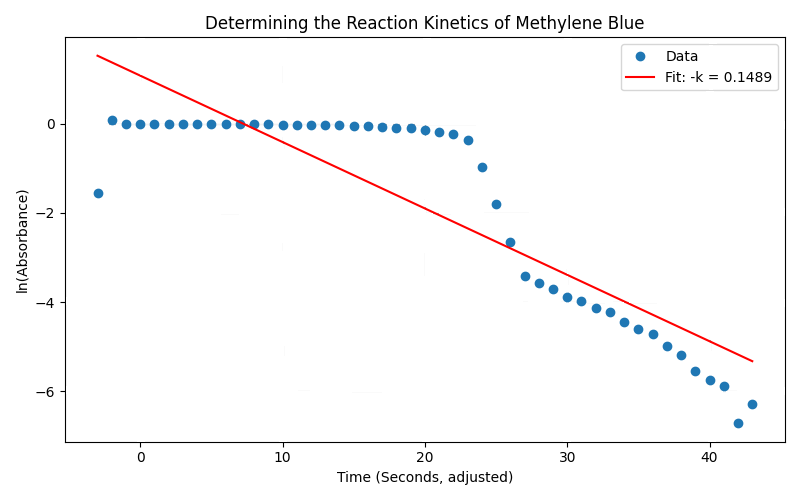 Determining the Reaction Kinetics of Methylene Blue
Data
Fit: -k = 0.1489
ln(Absorbance)
0
−2
−4
−6
0 10 20 30 40
Time (Seconds, adjusted)